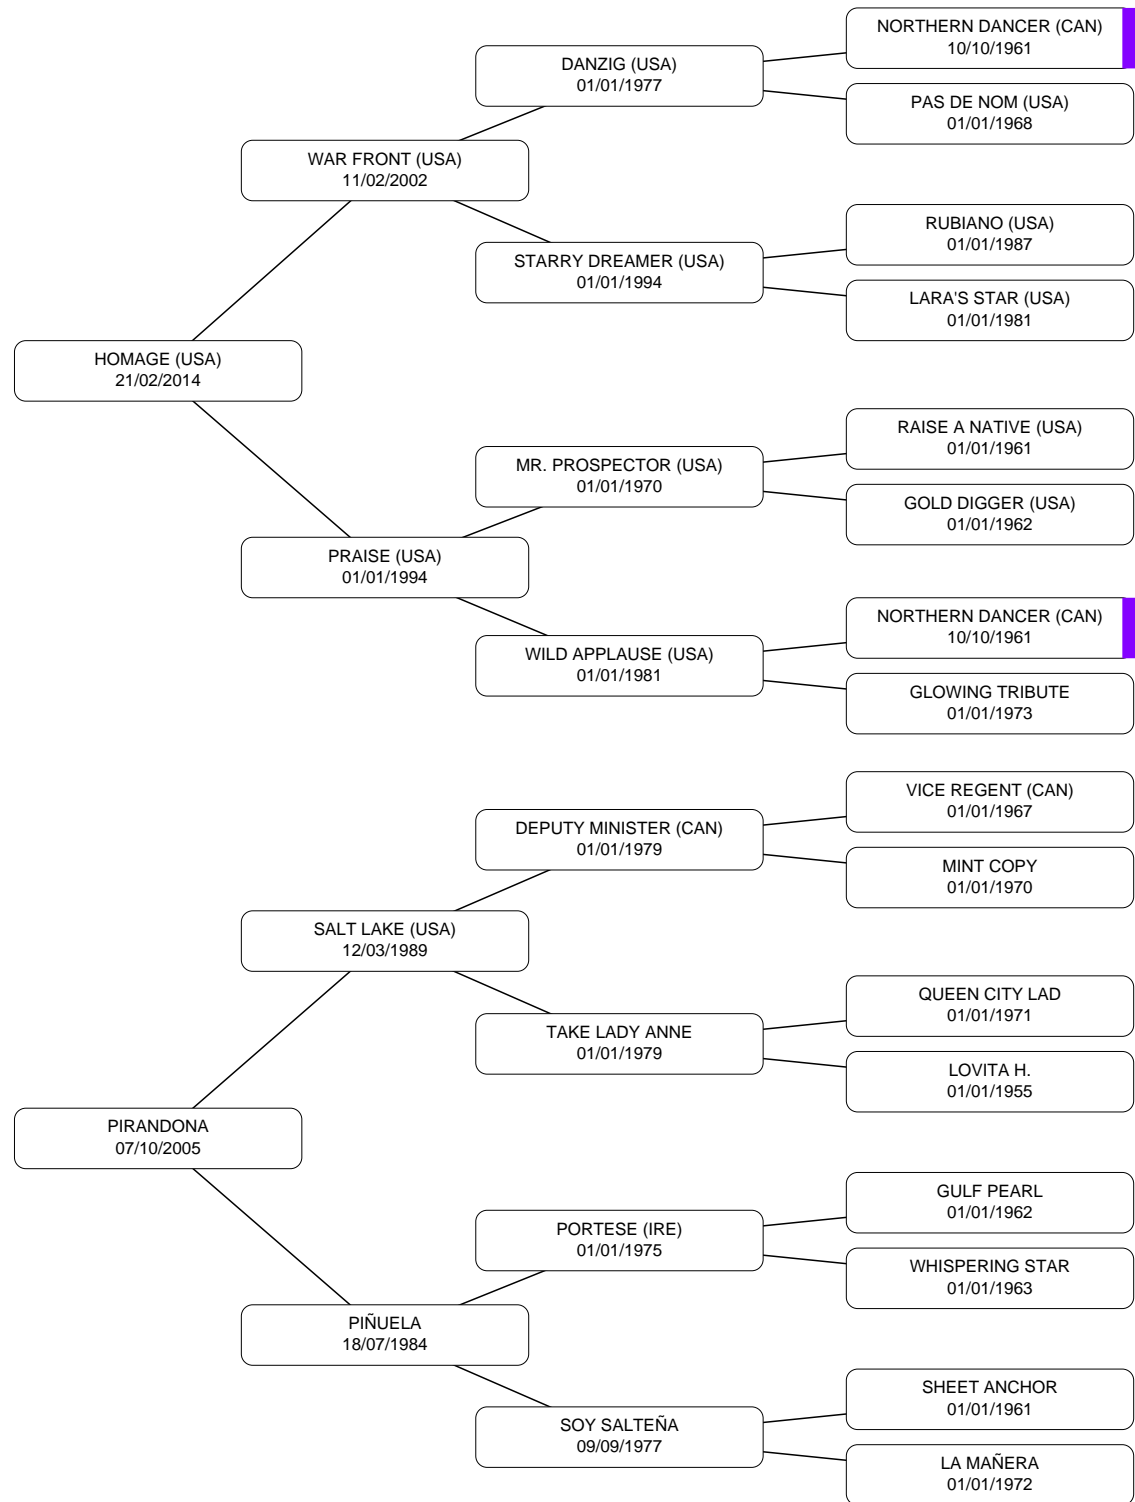 NORTHERN DANCER (CAN)
10/10/1961
DANZIG (USA)
01/01/1977
PAS DE NOM (USA)
01/01/1968
WAR FRONT (USA)
11/02/2002
RUBIANO (USA)
01/01/1987
STARRY DREAMER (USA)
01/01/1994
LARA'S STAR (USA)
01/01/1981
HOMAGE (USA)
21/02/2014
RAISE A NATIVE (USA)
01/01/1961
MR. PROSPECTOR (USA)
01/01/1970
GOLD DIGGER (USA)
01/01/1962
PRAISE (USA)
01/01/1994
NORTHERN DANCER (CAN)
10/10/1961
WILD APPLAUSE (USA)
01/01/1981
GLOWING TRIBUTE
01/01/1973
VICE REGENT (CAN)
01/01/1967
DEPUTY MINISTER (CAN)
01/01/1979
MINT COPY
01/01/1970
SALT LAKE (USA)
12/03/1989
QUEEN CITY LAD
01/01/1971
TAKE LADY ANNE
01/01/1979
LOVITA H.
01/01/1955
PIRANDONA
07/10/2005
GULF PEARL
01/01/1962
PORTESE (IRE)
01/01/1975
WHISPERING STAR
01/01/1963
PIÑUELA
18/07/1984
SHEET ANCHOR
01/01/1961
SOY SALTEÑA
09/09/1977
LA MAÑERA
01/01/1972